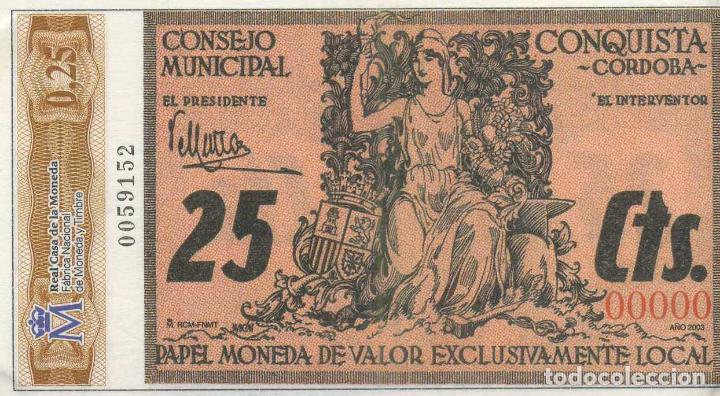 0,25
Real Casa de la Moneda
Fábrica Nacional
de Moneda y Timbre
M
0059152
CONSEJO
MUNICIPAL
EL PRESIDENTE
CONQUISTA
-CORDOBA-
EL INTERVENTOR
25
Cts.
00000
RCM-FNMT
AÑO 2003
PAPEL MONEDA DE VALOR EXCLUSIVAMENTE LOCAL
todocoleccion